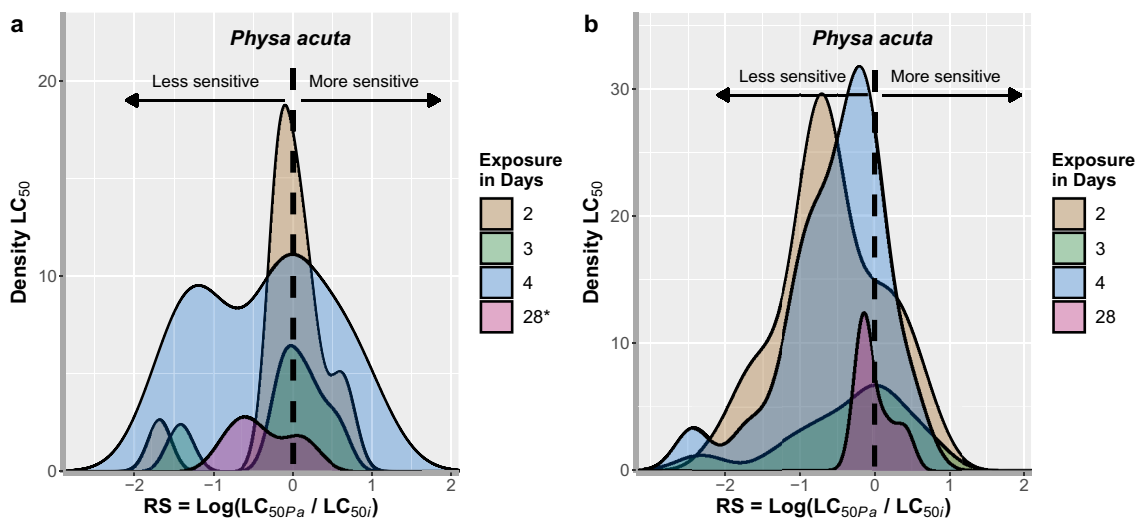 a
Physa acuta
Less sensitive More sensitive
20
10
0
Density LC50
−2 −1 0 1 2
RS = Log(LC50Pa / LC50i)
Exposure
in Days
2
3
4
28*
b
Physa acuta
Less sensitive More sensitive
30
20
10
0
Density LC50
−2 −1 0 1 2
RS = Log(LC50Pa / LC50i)
Exposure
in Days
2
3
4
28